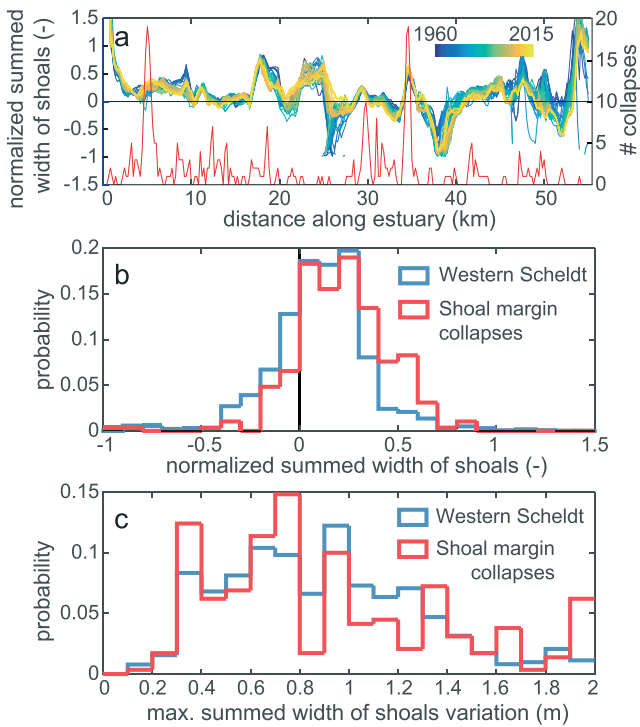 a
1960 2015
normalized summed
width of shoals (-)
1.5
1
0.5
0
-0.5
-1
-1.5
20
15
10
5
0
# collapses
0 10 20 30 40 50
distance along estuary (km)
b
Western Scheldt
Shoal margin
collapses
probability
0.2
0.15
0.1
0.05
0
-1 -0.5 0 0.5 1 1.5
normalized summed width of shoals (-)
c
Western Scheldt
Shoal margin
collapses
probability
0.15
0.1
0.05
0
0 0.2 0.4 0.6 0.8 1 1.2 1.4 1.6 1.8 2
max. summed width of shoals variation (m)